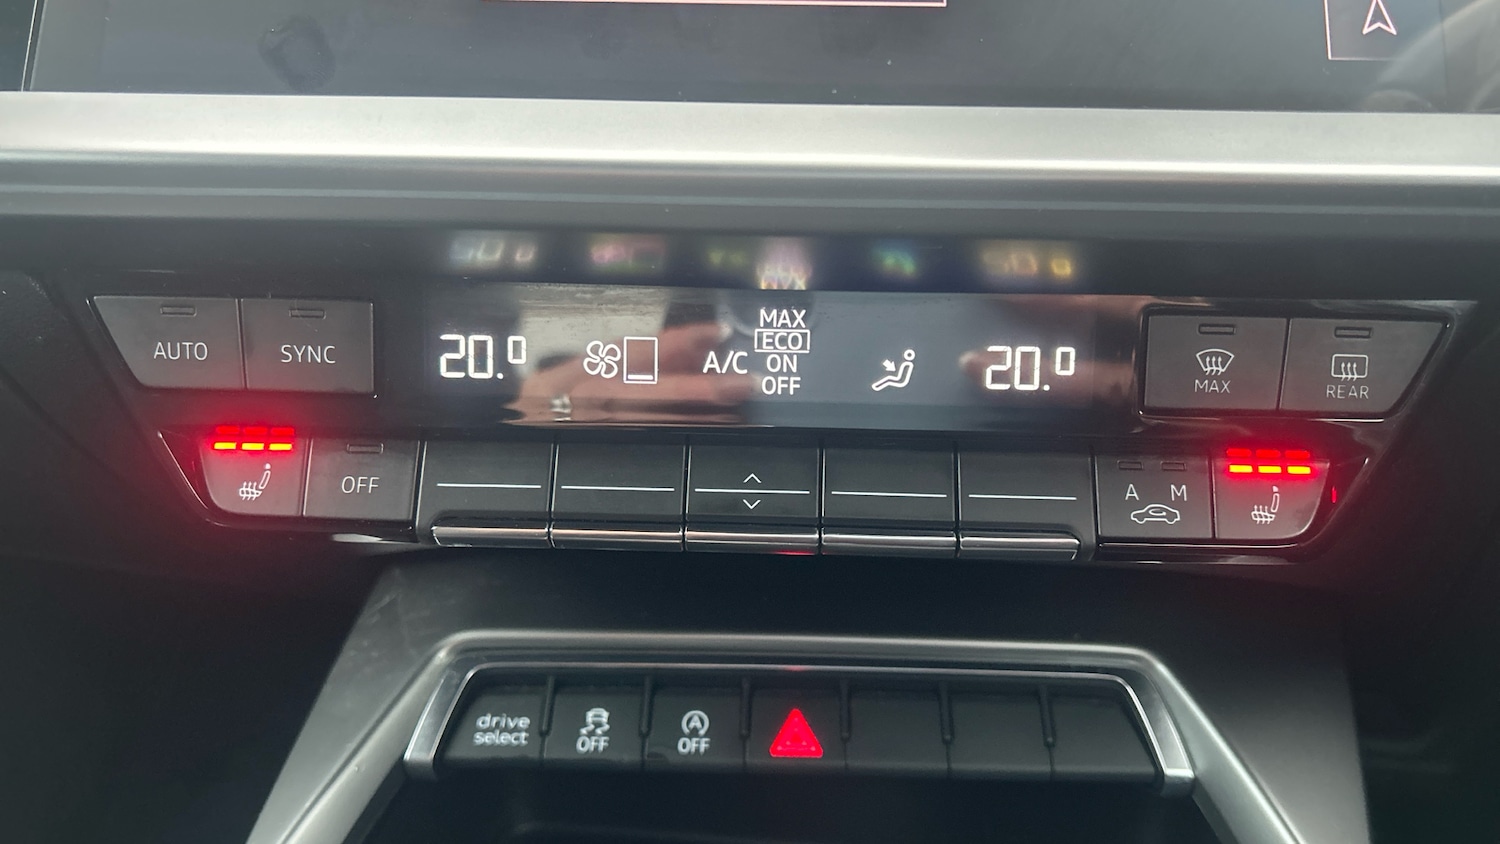 AUTO
SYNC
20.0
A/C
MAX
ECO
ON
OFF
20.0
MAX
REAR
OFF
A M
drive
select
OFF
A
OFF